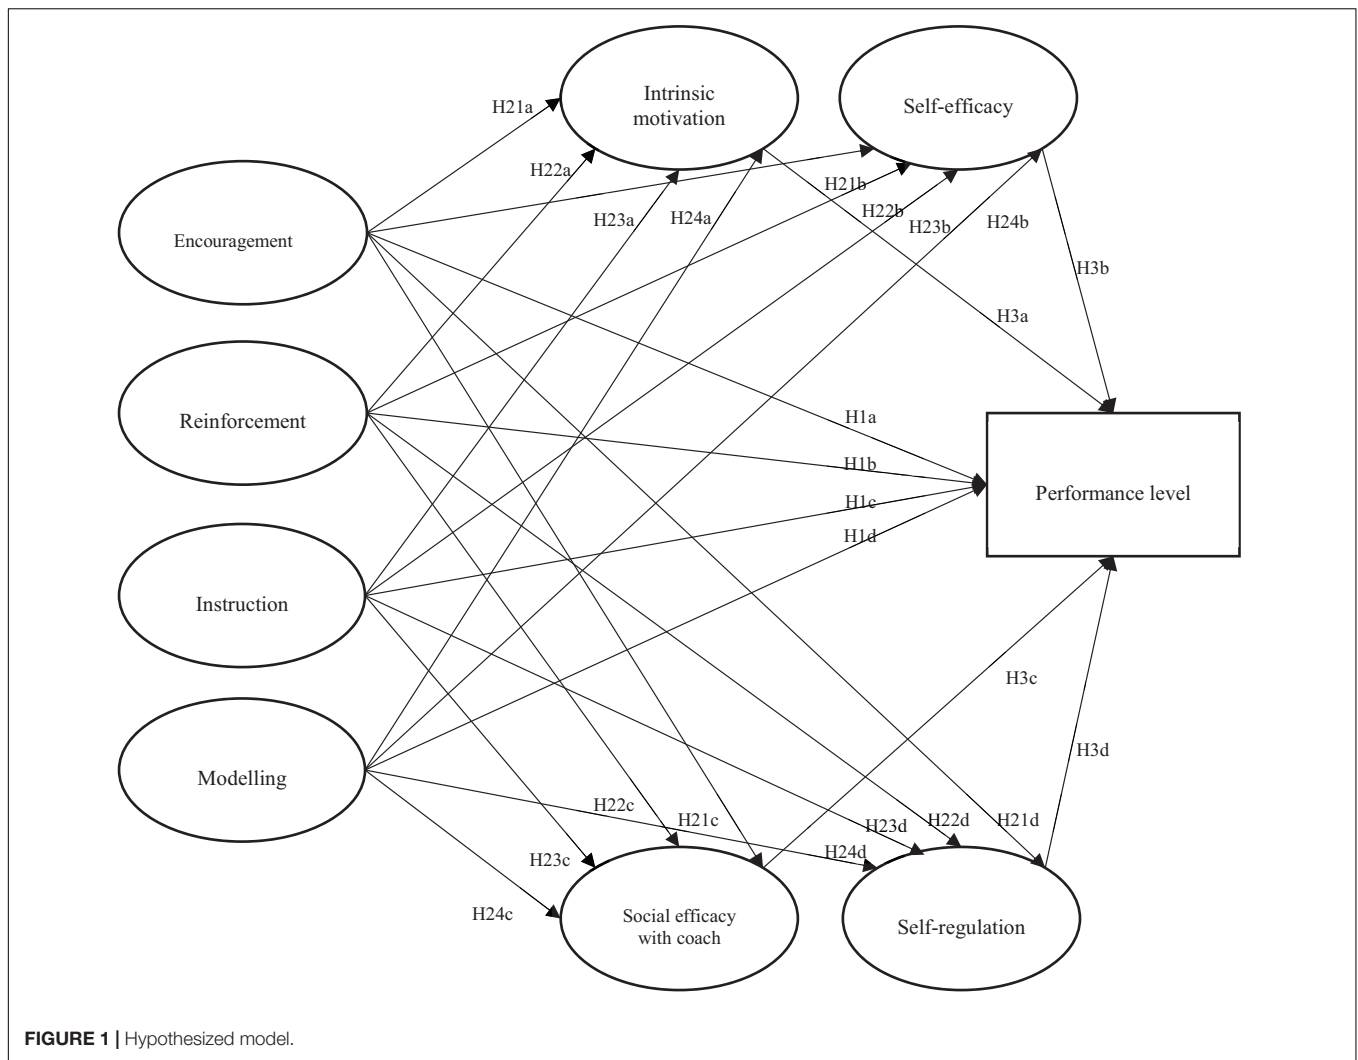 Intrinsic
motivation
Self-efficacy
H21a
H22a
H21b
H22b
H23a
H24a
H23b
H24b
Encouragement
H3b
H3a
Reinforcement
H1a
H1b
H1c
H1d
Performance level
Instruction
H3c
H3d
Modelling
H22c
H21c
H23d
H22d
H21d
H23c
H24d
H24c
Social efficacy
with coach
Self-regulation
FIGURE 1 | Hypothesized model.